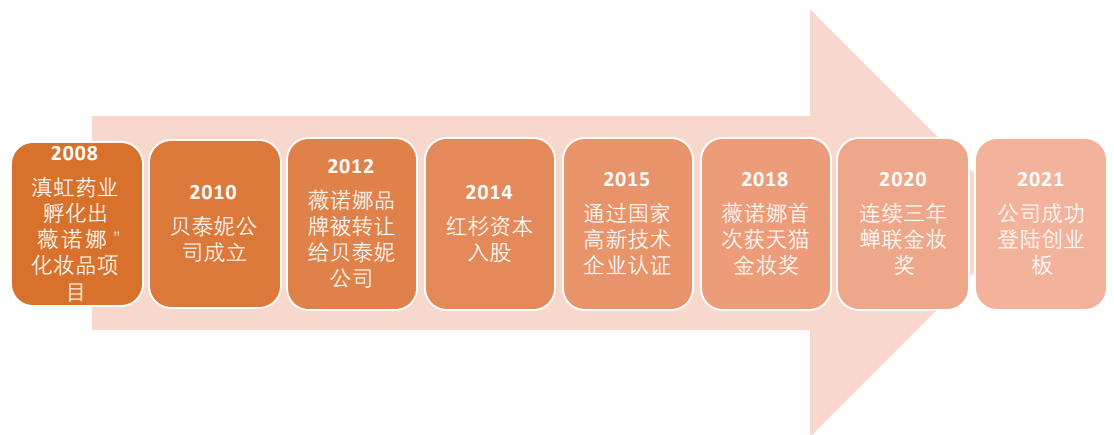 2008
滇虹药业
孵化出
薇诺娜”
化妆品项
目
2010
贝泰妮公
司成立
2012
薇诺娜品
牌被转让
给贝泰妮
公司
2014
红杉资本
入股
2015
通过国家
高新技术
企业认证
2018
薇诺娜首
次获天猫
金妆奖
2020
连续三年
蝉联金妆
奖
2021
公司成功
登陆创业
板